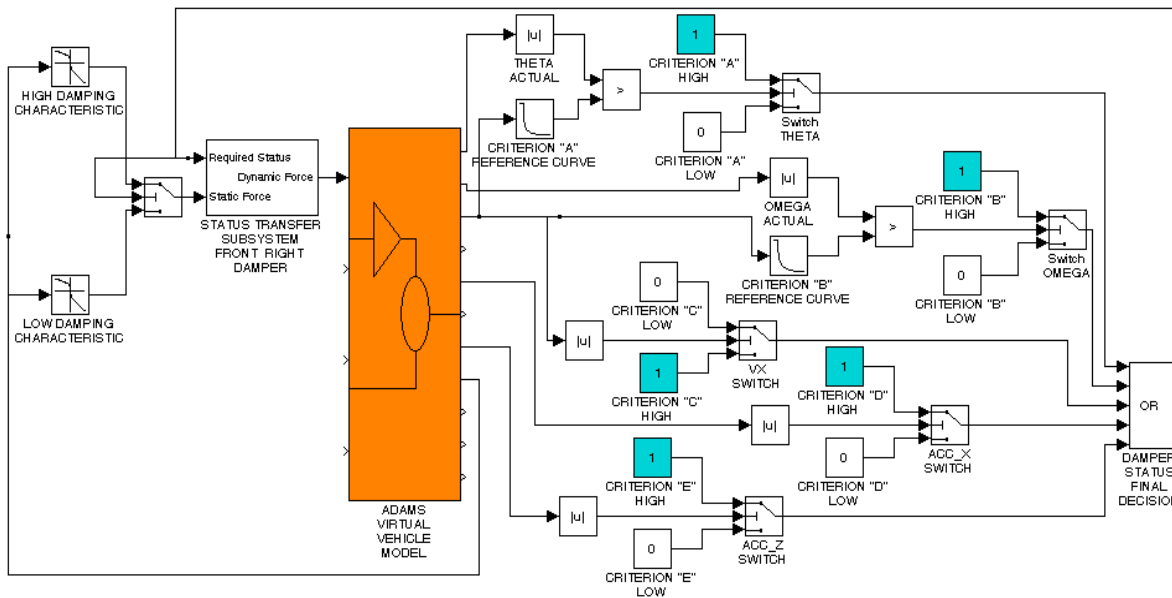 HIGH DAMPING
CHARACTERISTIC
LOW DAMPING
CHARACTERISTIC
Required Status
Dynamic Force
Static Force
STATUS TRANSFER
SUBSYSTEM
FRONT RIGHT
DAMPER
ADAMS
VIRTUAL
VEHICLE
MODEL
|u|
THETA
ACTUAL
CRITERION "A"
REFERENCE CURVE
>
1
CRITERION "A"
HIGH
0
CRITERION "A"
LOW
Switch
THETA
|u|
OMEGA
ACTUAL
CRITERION "B"
REFERENCE CURVE
>
1
CRITERION "B"
HIGH
0
CRITERION "B"
LOW
Switch
OMEGA
|u|
0
CRITERION "C"
LOW
1
CRITERION "C"
HIGH
VX
SWITCH
|u|
1
CRITERION "D"
HIGH
0
CRITERION "D"
LOW
ACC_X
SWITCH
|u|
1
CRITERION "E"
HIGH
0
CRITERION "E"
LOW
ACC_Z
SWITCH
OR
DAMPER
STATUS
FINAL
DECISION